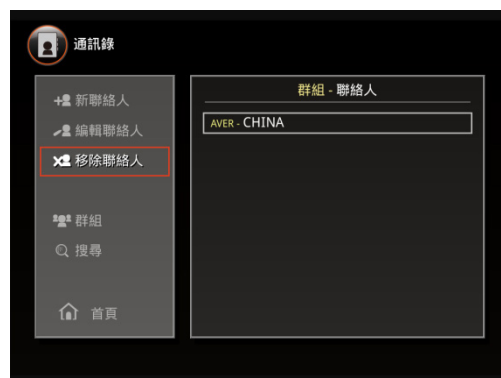 通訊錄
新聯絡人
編輯聯絡人
移除聯絡人
群組
搜尋
首頁
群組 - 聯絡人
AVER - CHINA